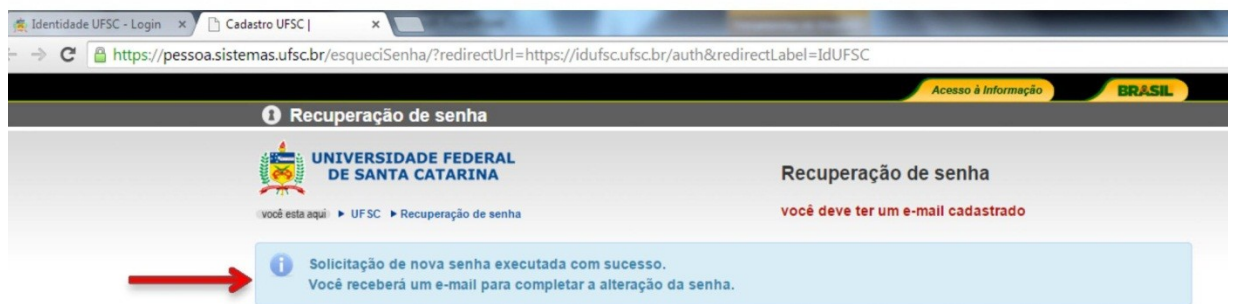 Identidade UFSC - Login
Cadastro UFSC |
https://pessoa.sistemas.ufsc.br/esqueciSenha/?redirectUrl=https://idufsc.ufsc.br/auth&redirectLabel=IdUFSC
Acesso à Informação
BRASIL
Recuperação de senha
UNIVERSIDADE FEDERAL
DE SANTA CATARINA
Recuperação de senha
você esta aqui UFSC Recuperação de senha
você deve ter um e-mail cadastrado
Solicitação de nova senha executada com sucesso.
Você receberá um e-mail para completar a alteração da senha.